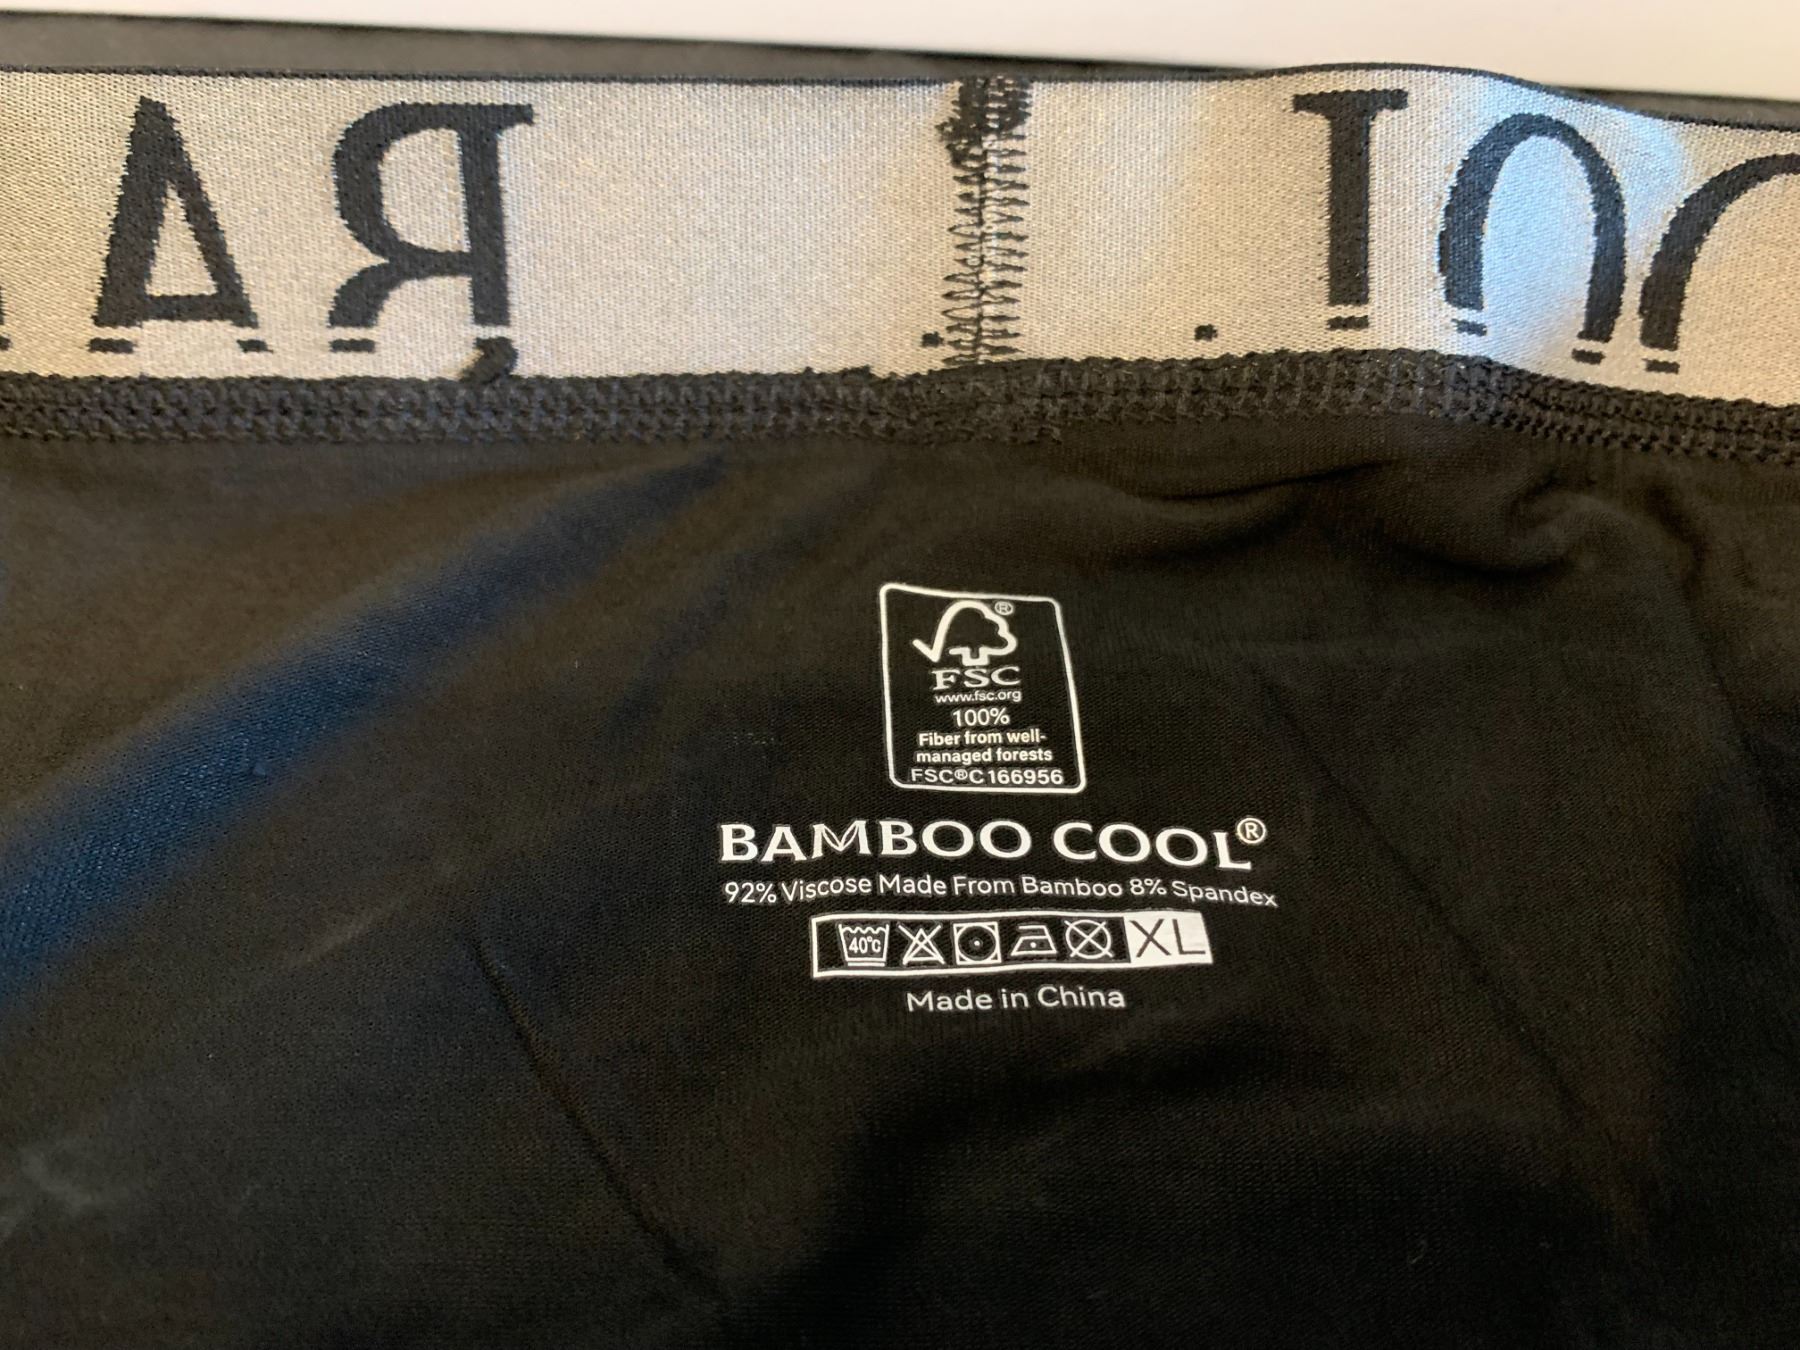 FSC®
www.fsc.org
100%
Fiber from well-
managed forests
FSC®C166956
BAMBOO COOL®
92% Viscose Made From Bamboo 8% Spandex
40°C XL
Made in China